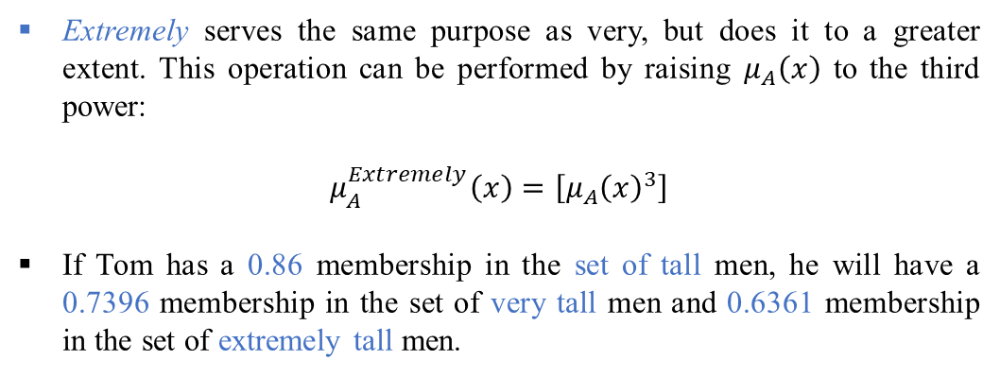 ▪ Extremely serves the same purpose as very, but does it to a greater
extent. This operation can be performed by raising μ_A(x) to the third
power:
μ_A^Extremely(x) = [μ_A(x)^3]
▪ If Tom has a 0.86 membership in the set of tall men, he will have a
0.7396 membership in the set of very tall men and 0.6361 membership
in the set of extremely tall men.